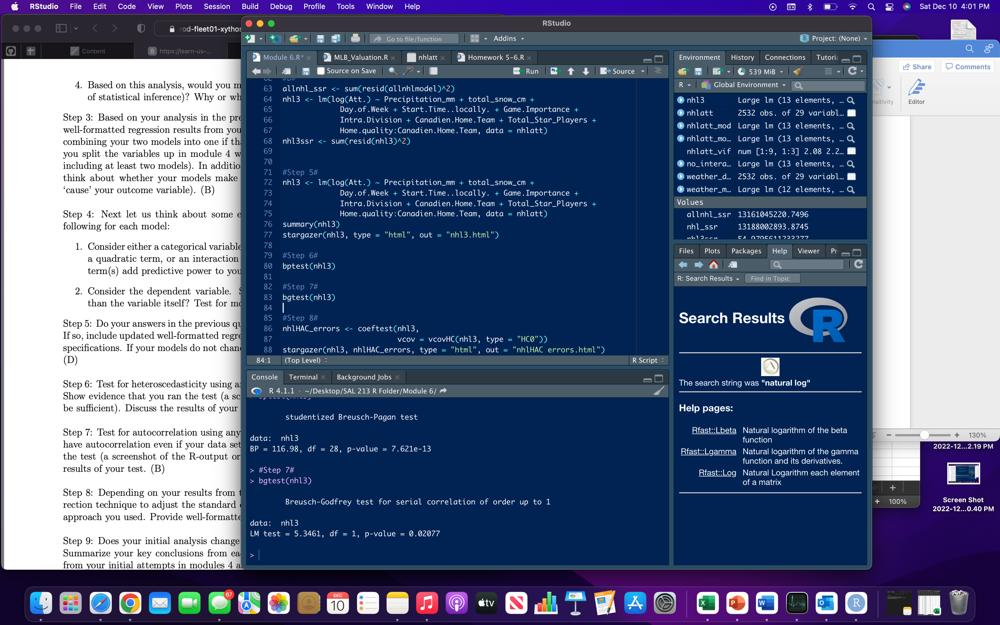 RStudio File Edit Code View Plots Session Build Debug Profile Tools Window Help
Sat Dec 10 4:01 PM
rod-fleet01-xythos
Content
https://learn-us-...
4. Based on this analysis, would you m
of statistical inference)? Why or wh
Step 3: Based on your analysis in the pre
well-formatted regression results from you
combining your two models into one if tha
you split the variables up in module 4 w
including at least two models). In additio
think about whether your models make
‘cause’ your outcome variable). (B)
Step 4: Next let us think about some e
following for each model:
1. Consider either a categorical variable
a quadratic term, or an interaction
term(s) add predictive power to you
2. Consider the dependent variable. S
than the variable itself? Test for mo
Step 5: Do your answers in the previous qu
If so, include updated well-formatted regre
specifications. If your models do not chan
(D)
Step 6: Test for heteroscedasticity using a
Show evidence that you ran the test (a sc
be sufficient). Discuss the results of your
Step 7: Test for autocorrelation using any
have autocorrelation even if your data set
the test (a screenshot of the R-output or
results of your test. (B)
Step 8: Depending on your results from t
rection technique to adjust the standard
approach you used. Provide well-formatte
Step 9: Does your initial analysis change
Summarize your key conclusions from ea
from your initial attempts in modules 4 a
RStudio
Go to file/function
Addins
Project: (None)
Module 6.R*
MLB_Valuation.R
nhlatt
Homework 5-6.R
Source on Save
Run
Source
62 #D#
63 allnhl_ssr <- sum(resid(allnhlmodel)^2)
64 nhl3 <- lm(log(Att.) ~ Precipitation_mm + total_snow_cm +
65 Day.of.Week + Start.Time..locally. + Game.Importance +
66 Intra.Division + Canadien.Home.Team + Total_Star_Players +
67 Home.quality:Canadien.Home.Team, data = nhlatt)
68 nhl3ssr <- sum(resid(nhl3)^2)
69
70
71 #Step 5#
72 nhl3 <- lm(log(Att.) ~ Precipitation_mm + total_snow_cm +
73 Day.of.Week + Start.Time..locally. + Game.Importance +
74 Intra.Division + Canadien.Home.Team + Total_Star_Players +
75 Home.quality:Canadien.Home.Team, data = nhlatt)
76 summary(nhl3)
77 stargazer(nhl3, type = "html", out = "nhl3.html")
78
79 #Step 6#
80 bptest(nhl3)
81
82 #Step 7#
83 bgtest(nhl3)
84
85 #Step 8#
86 nhlHAC_errors <- coeftest(nhl3,
87 vcov = vcovHC(nhl3, type = "HC0"))
88 stargazer(nhl3, nhlHAC_errors, type = "html", out = "nhlHAC_errors.html")
84:1 (Top Level) R Script
Console Terminal Background Jobs
R 4.1.1 · ~/Desktop/SAL 213 R Folder/Module 6/
> bptest(nhl3)
studentized Breusch-Pagan test
data: nhl3
BP = 116.98, df = 28, p-value = 7.621e-13
> #Step 7#
> bgtest(nhl3)
Breusch-Godfrey test for serial correlation of order up to 1
data: nhl3
LM test = 5.3461, df = 1, p-value = 0.02077
>
Environment History Connections Tutoria
539 MiB
R Global Environment
nhl3 Large lm (13 elements, …
nhlatt 2532 obs. of 29 variabl…
nhlatt_mod Large lm (13 elements, …
nhlatt_mo… Large lm (13 elements, …
nhlatt_vif num [1:9, 1:3] 2.08 2.2…
no_intera… Large lm (13 elements, …
weather_d… 2532 obs. of 29 variabl…
weather_m… Large lm (12 elements, …
Values
allnhl_ssr 13161045220.7496
nhl_ssr 13188002893.8745
nhl3ssr 54.9795611233277
Files Plots Packages Help Viewer Pr
R: Search Results
Find in Topic
Search Results R
The search string was "natural log"
Help pages:
Rfast::Lbeta Natural logarithm of the beta
function
Rfast::Lgamma Natural logarithm of the gamma
function and its derivatives.
Rfast::Log Natural Logarithm each element
of a matrix
Share
Comments
nsitivity
Editor
130%
2022-12...2.19 PM
100%
Screen Shot
2022-12...0.40 PM
67
DEC
10
tv
X
P
W
O
R